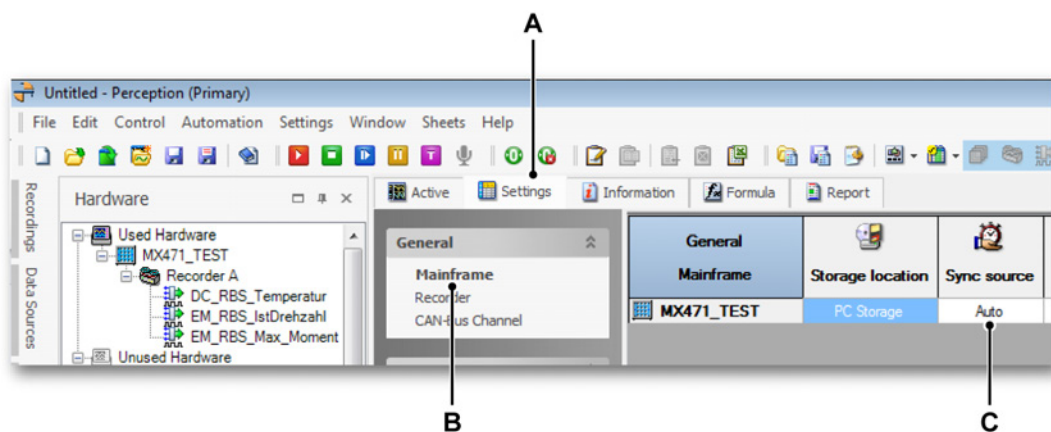 A
Untitled - Perception (Primary)
File Edit Control Automation Settings Window Sheets Help
Recordings
Data Sources
Hardware
Used Hardware
MX471_TEST
Recorder A
DC_RBS_Temperatur
EM_RBS_IstDrehzahl
EM_RBS_Max_Moment
Unused Hardware
Active Settings Information Formula Report
General
Mainframe
Recorder
CAN-Bus Channel
General
Mainframe
Storage location
Sync source
MX471_TEST PC Storage Auto
B
C